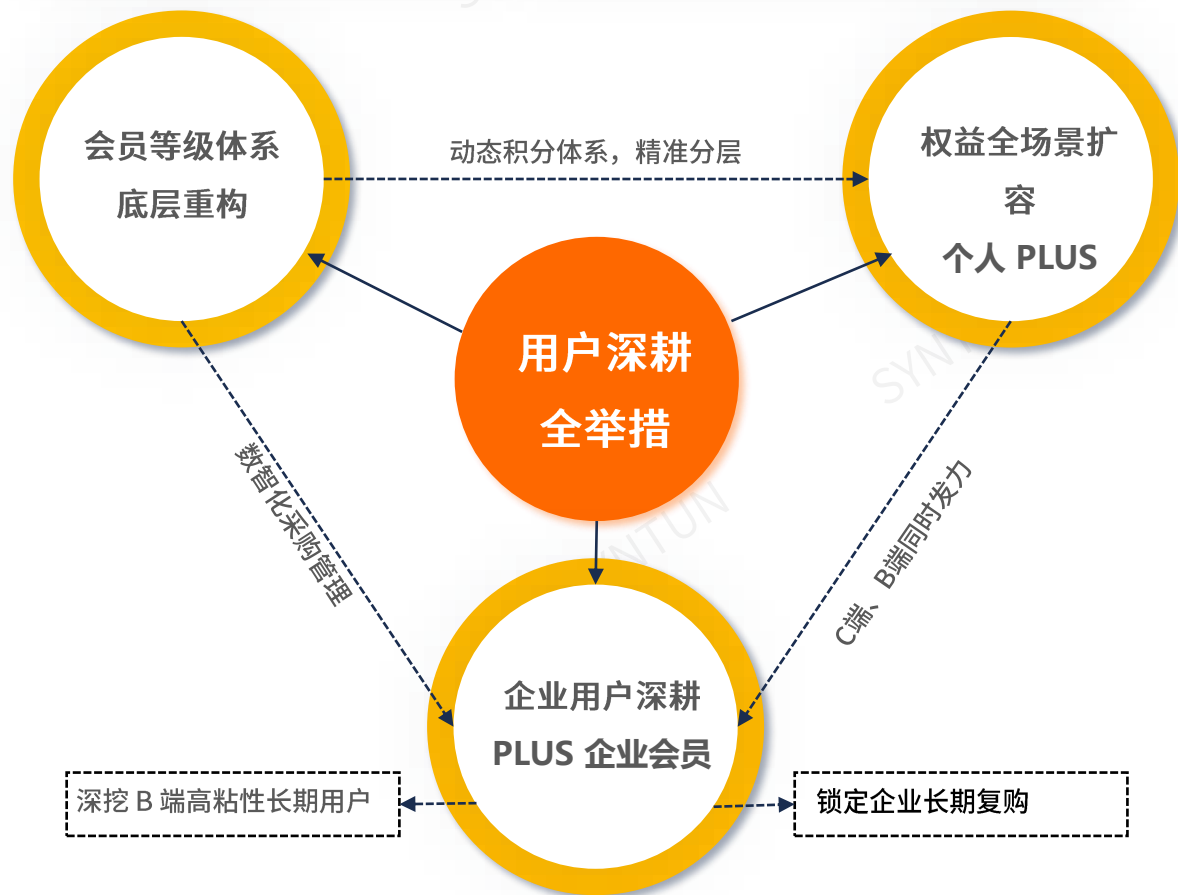 会员等级体系
底层重构
动态积分体系，精准分层
权益全场景扩
容
个人 PLUS
用户深耕
全举措
数智化采购管理
C端、B端同时发力
企业用户深耕
PLUS 企业会员
深挖 B 端高粘性长期用户
锁定企业长期复购